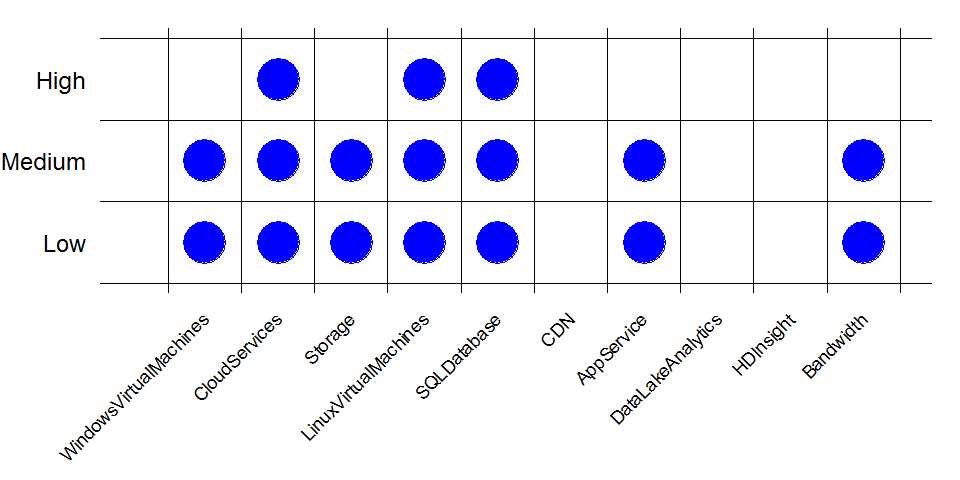 High
Medium
Low
WindowsVirtualMachines
CloudServices
Storage
LinuxVirtualMachines
SQLDatabase
CDN
AppService
DataLakeAnalytics
HDInsight
Bandwidth